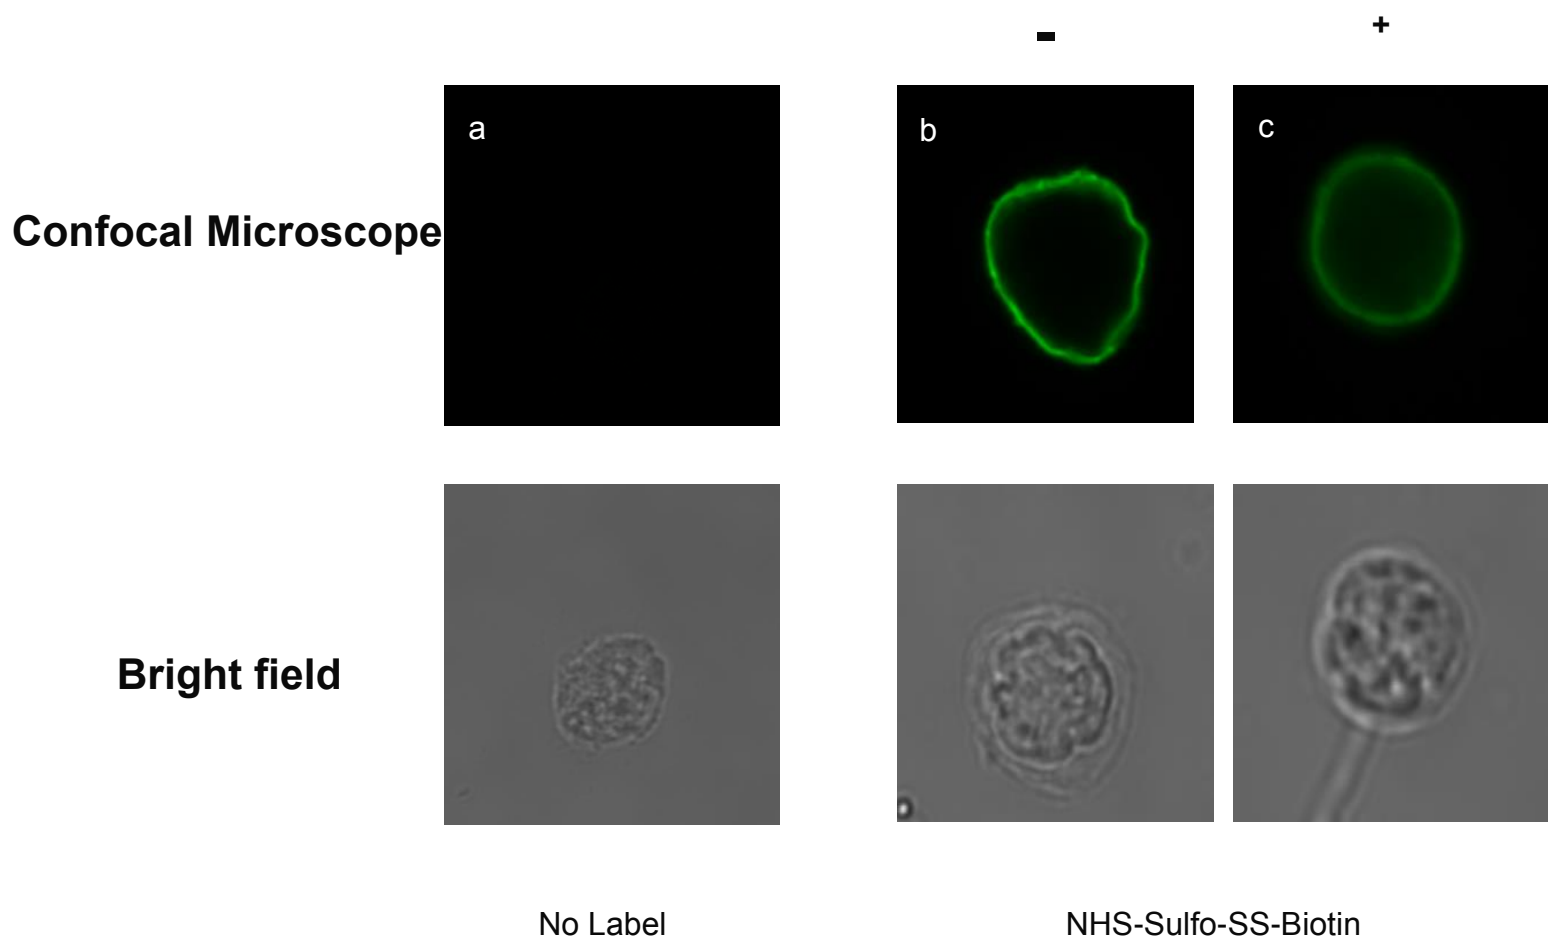 - +
a b c
Confocal Microscope
Bright field
No Label NHS-Sulfo-SS-Biotin